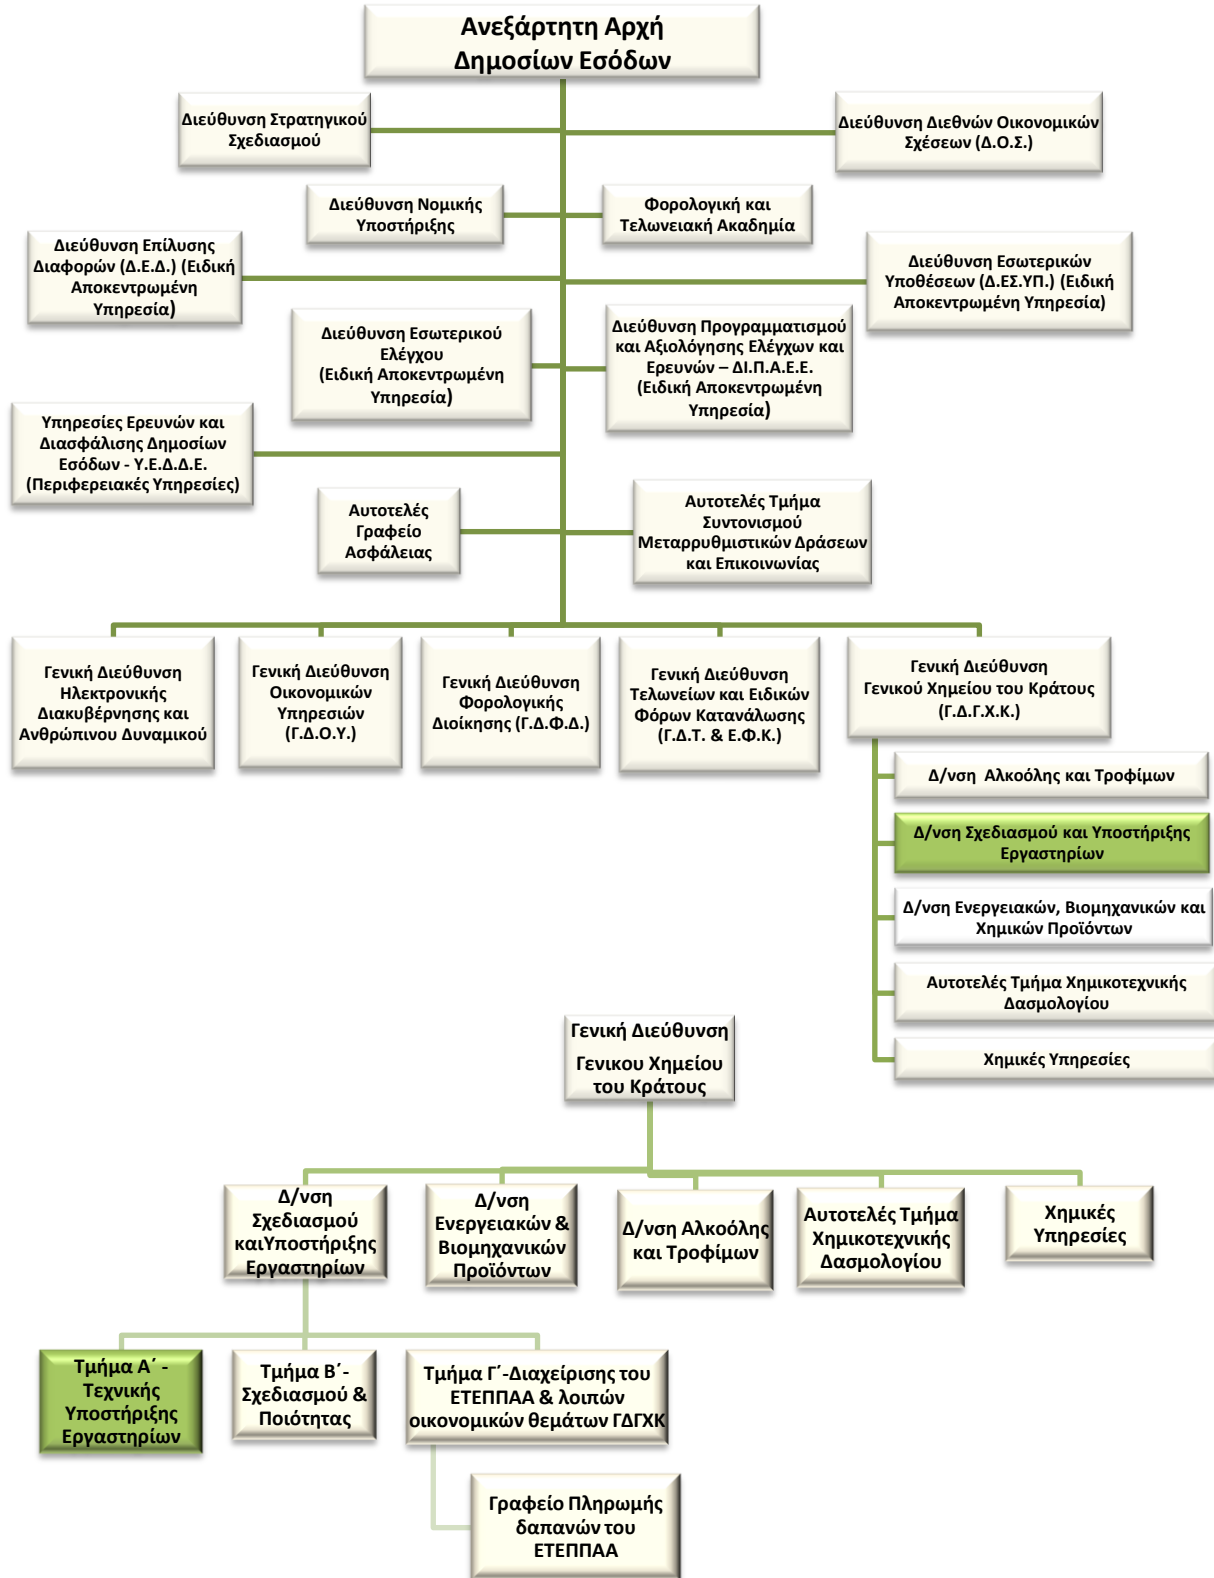 Ανεξάρτητη Αρχή
Δημοσίων Εσόδων
Διεύθυνση Στρατηγικού
Σχεδιασμού
Διεύθυνση Διεθνών Οικονομικών
Σχέσεων (Δ.Ο.Σ.)
Διεύθυνση Νομικής
Υποστήριξης
Φορολογική και
Τελωνειακή Ακαδημία
Διεύθυνση Επίλυσης
Διαφορών (Δ.Ε.Δ.) (Ειδική
Αποκεντρωμένη
Υπηρεσία)
Διεύθυνση Εσωτερικών
Υποθέσεων (Δ.ΕΣ.ΥΠ.) (Ειδική
Αποκεντρωμένη Υπηρεσία)
Διεύθυνση Εσωτερικού
Ελέγχου
(Ειδική Αποκεντρωμένη
Υπηρεσία)
Διεύθυνση Προγραμματισμού
και Αξιολόγησης Ελέγχων και
Ερευνών – ΔΙ.Π.Α.Ε.Ε.
(Ειδική Αποκεντρωμένη
Υπηρεσία)
Υπηρεσίες Ερευνών και
Διασφάλισης Δημοσίων
Εσόδων - Υ.Ε.Δ.Δ.Ε.
(Περιφερειακές Υπηρεσίες)
Αυτοτελές
Γραφείο
Ασφάλειας
Αυτοτελές Τμήμα
Συντονισμού
Μεταρρυθμιστικών Δράσεων
και Επικοινωνίας
Γενική Διεύθυνση
Ηλεκτρονικής
Διακυβέρνησης και
Ανθρώπινου Δυναμικού
Γενική Διεύθυνση
Οικονομικών
Υπηρεσιών
(Γ.Δ.Ο.Υ.)
Γενική Διεύθυνση
Φορολογικής
Διοίκησης (Γ.Δ.Φ.Δ.)
Γενική Διεύθυνση
Τελωνείων και Ειδικών
Φόρων Κατανάλωσης
(Γ.Δ.Τ. & Ε.Φ.Κ.)
Γενική Διεύθυνση
Γενικού Χημείου του Κράτους
(Γ.Δ.Γ.Χ.Κ.)
Δ/νση  Αλκοόλης και Τροφίμων
Δ/νση Σχεδιασμού και Υποστήριξης
Εργαστηρίων
Δ/νση Ενεργειακών, Βιομηχανικών και
Χημικών Προϊόντων
Αυτοτελές Τμήμα Χημικοτεχνικής
Δασμολογίου
Χημικές Υπηρεσίες
Γενική Διεύθυνση
Γενικου Χημείου
του Κράτους
Δ/νση
Σχεδιασμού
καιΥποστήριξης
Εργαστηρίων
Δ/νση
Ενεργειακών &
Βιομηχανικών
Προϊόντων
Δ/νση Αλκοόλης
και Τροφίμων
Αυτοτελές Τμήμα
Χημικοτεχνικής
Δασμολογίου
Χημικές
Υπηρεσίες
Τμήμα Α΄ -
Τεχνικής
Υποστήριξης
Εργαστηρίων
Τμήμα Β΄-
Σχεδιασμού &
Ποιότητας
Τμήμα Γ΄-Διαχείρισης του
ΕΤΕΠΠΑΑ & λοιπών
οικονομικών θεμάτων ΓΔΓΧΚ
Γραφείο Πληρωμής
δαπανών του
ΕΤΕΠΠΑΑ